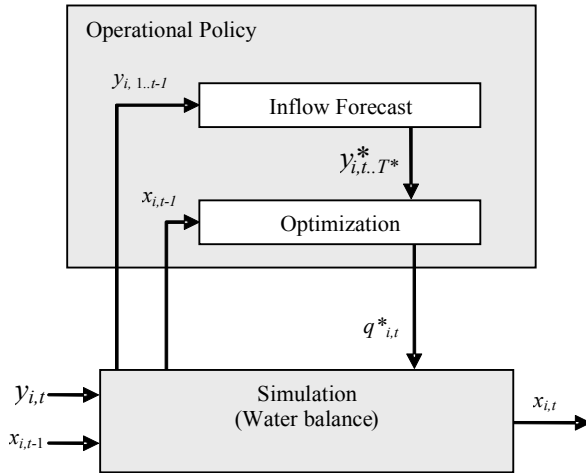 Operational Policy
y_{i, 1..t-1}
Inflow Forecast
y^*_{i,t..T*}
x_{i,t-1}
Optimization
q*_{i,t}
y_{i,t}
Simulation
(Water balance)
x_{i,t}
x_{i,t-1}